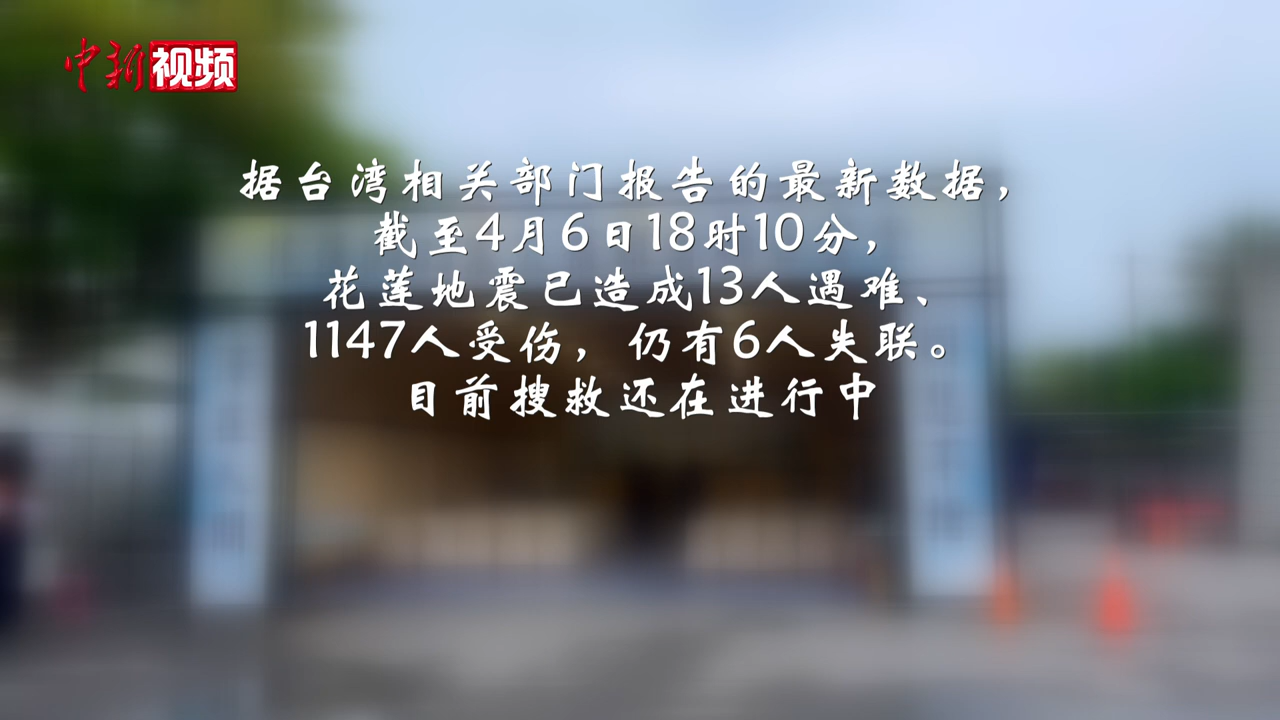 中新视频
据台湾相关部门报告的最新数据，
截至4月6日18时10分，
花莲地震已造成13人遇难、
1147人受伤，仍有6人失联。
目前搜救还在进行中